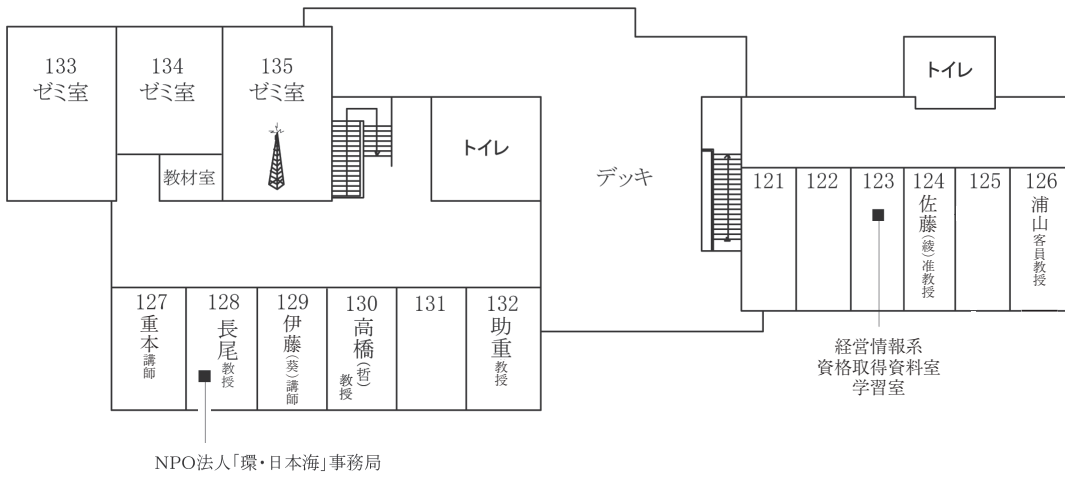 133
ゼミ室
134
ゼミ室
135
ゼミ室
教材室
トイレ
デッキ
トイレ
121
122
123
124
佐藤(綾)准教授
125
126
浦山客員教授
127
重本講師
128
長尾教授
129
伊藤(葵)講師
130
高橋(哲)
教授
131
132
助重教授
経営情報系
資格取得資料室
学習室
NPO法人「環・日本海」事務局